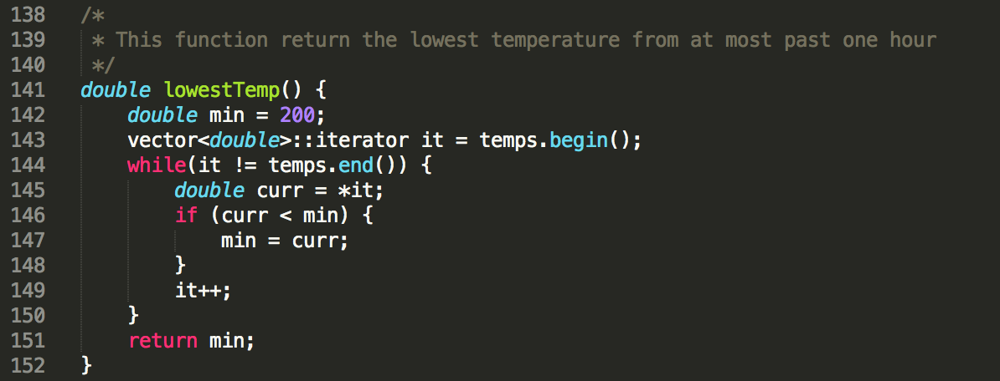 138 /*
139  * This function return the lowest temperature from at most past one hour
140  */
141 double lowestTemp() {
142     double min = 200;
143     vector<double>::iterator it = temps.begin();
144     while(it != temps.end()) {
145         double curr = *it;
146         if (curr < min) {
147             min = curr;
148         }
149         it++;
150     }
151     return min;
152 }